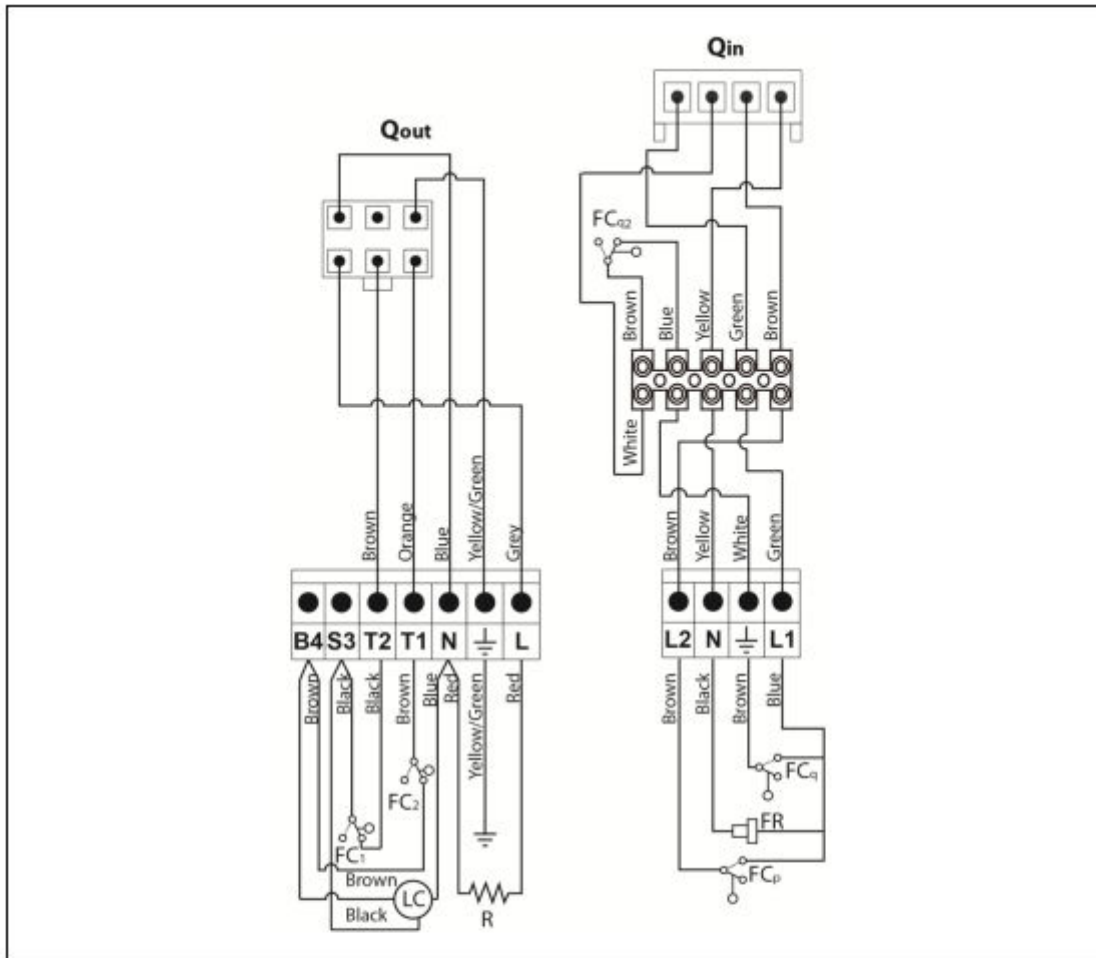 Qin
Qout
FCq2
Brown
Blue
Yellow
Green
Brown
White
Brown
Orange
Blue
Yellow/Green
Grey
Brown
Yellow
White
Green
B4 S3 T2 T1 N L
L2 N L1
Brown
Black
Black
Brown
Blue
Red
Yellow/Green
Red
Brown
Black
Brown
Blue
FC2
FCq
FC1
FR
Brown
LC
FCp
Black
R